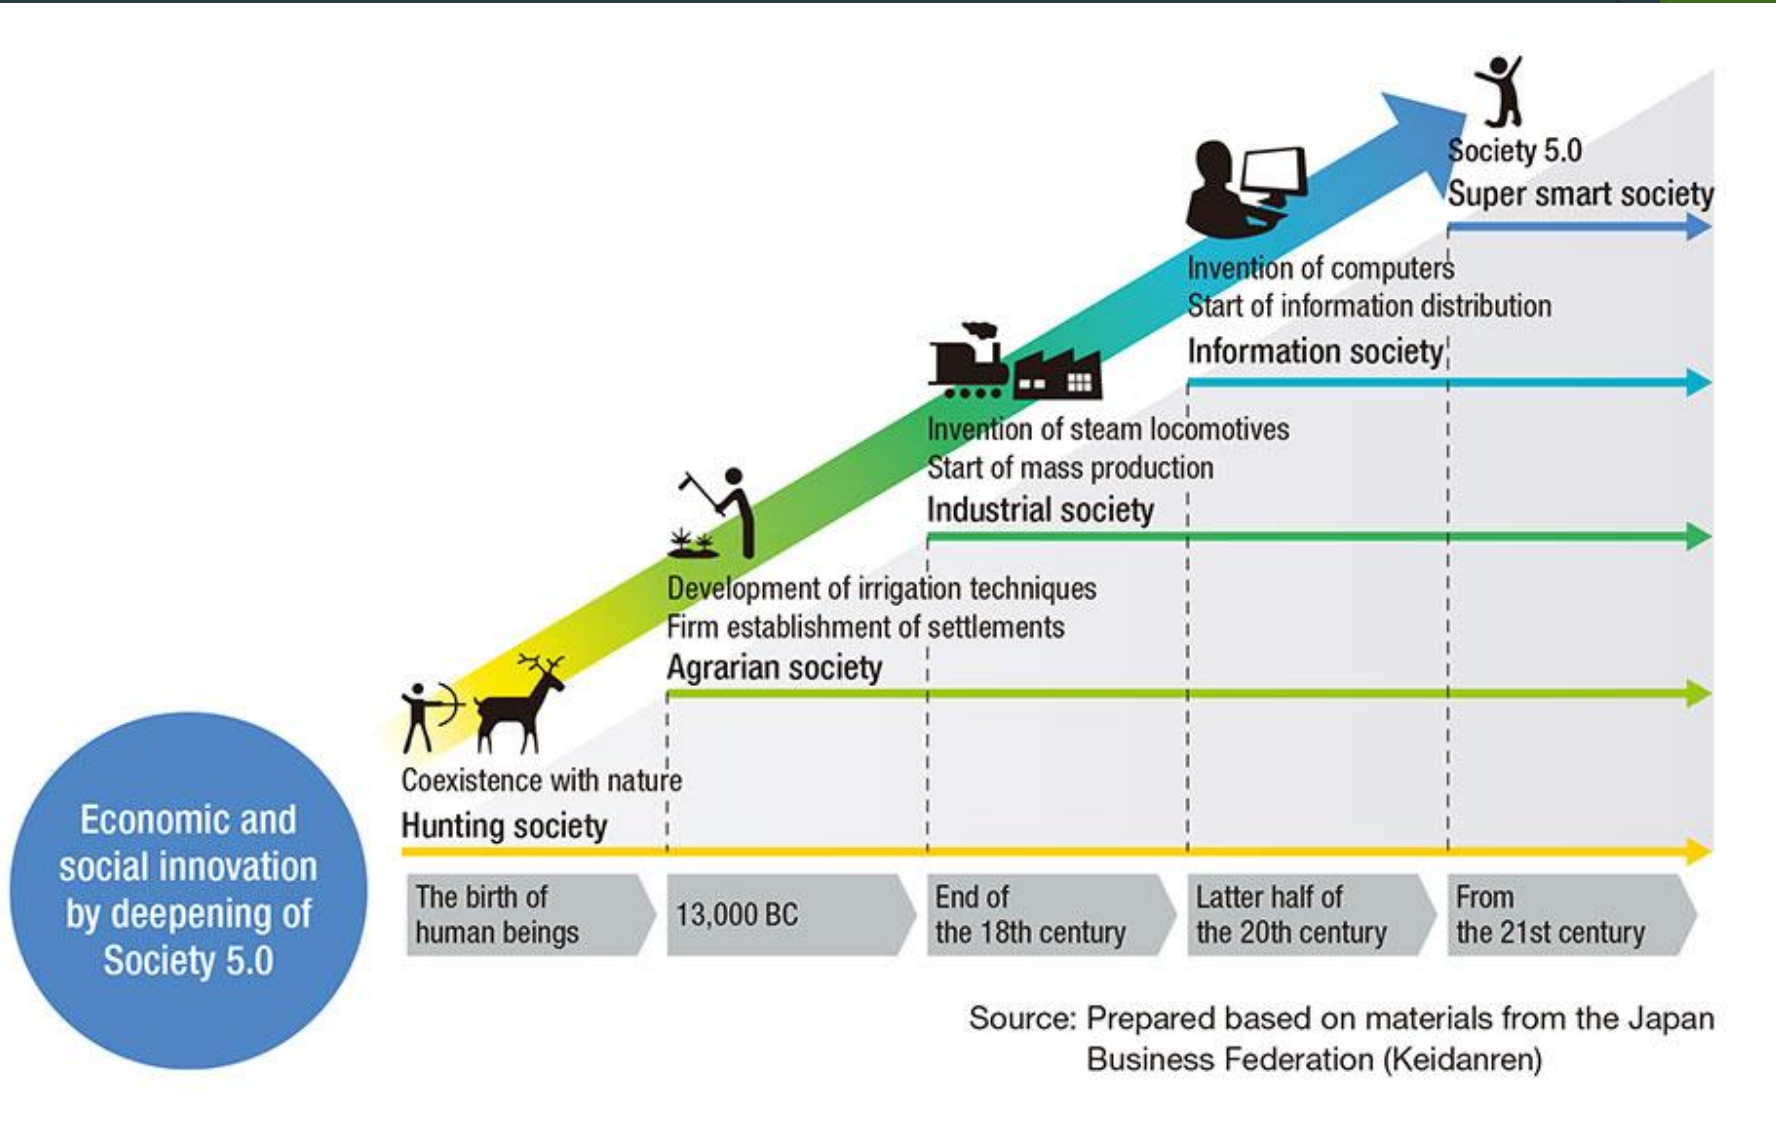 Society 5.0
Super smart society
Invention of computers
Start of information distribution
Information society
Invention of steam locomotives
Start of mass production
Industrial society
Development of irrigation techniques
Firm establishment of settlements
Agrarian society
Coexistence with nature
Hunting society
Economic and
social innovation
by deepening of
Society 5.0
The birth of
human beings
13,000 BC
End of
the 18th century
Latter half of
the 20th century
From
the 21st century
Source: Prepared based on materials from the Japan
Business Federation (Keidanren)